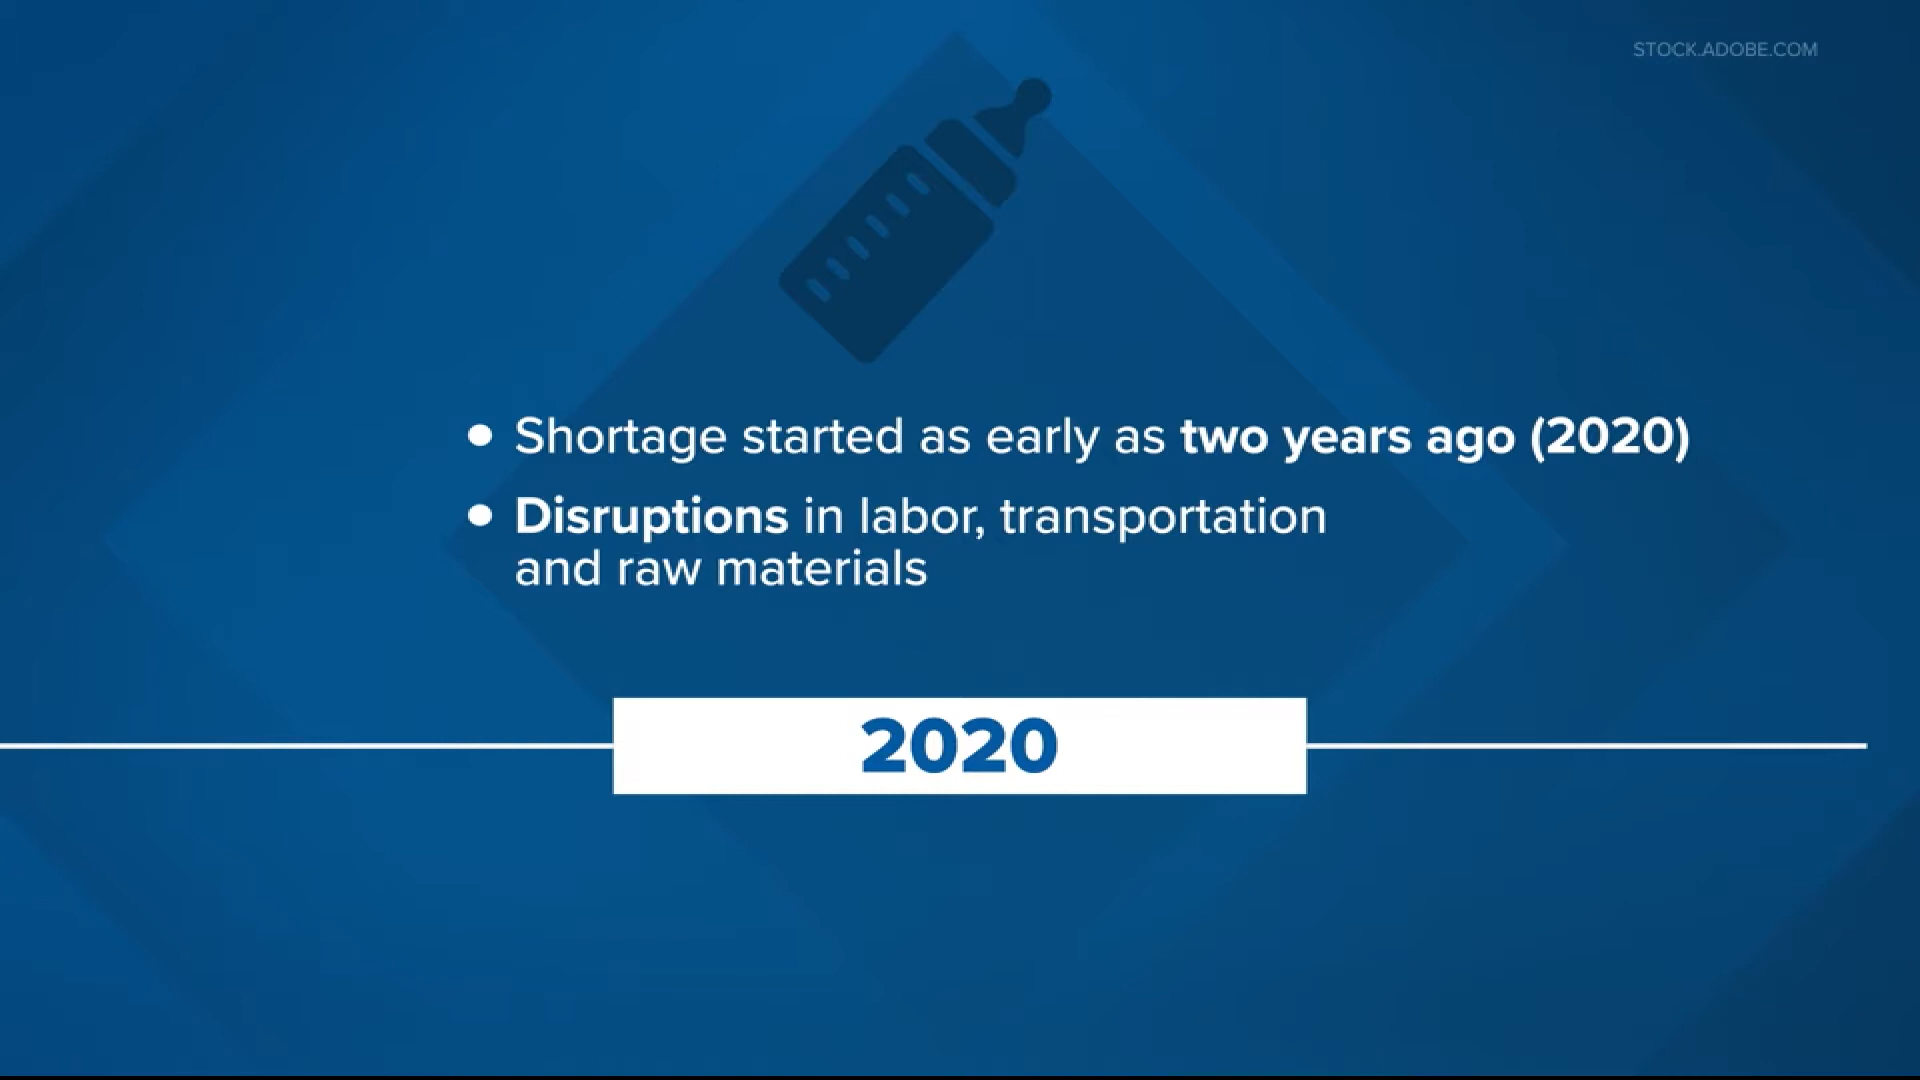 STOCK.ADOBE.COM
• Shortage started as early as two years ago (2020)
• Disruptions in labor, transportation
and raw materials
2020